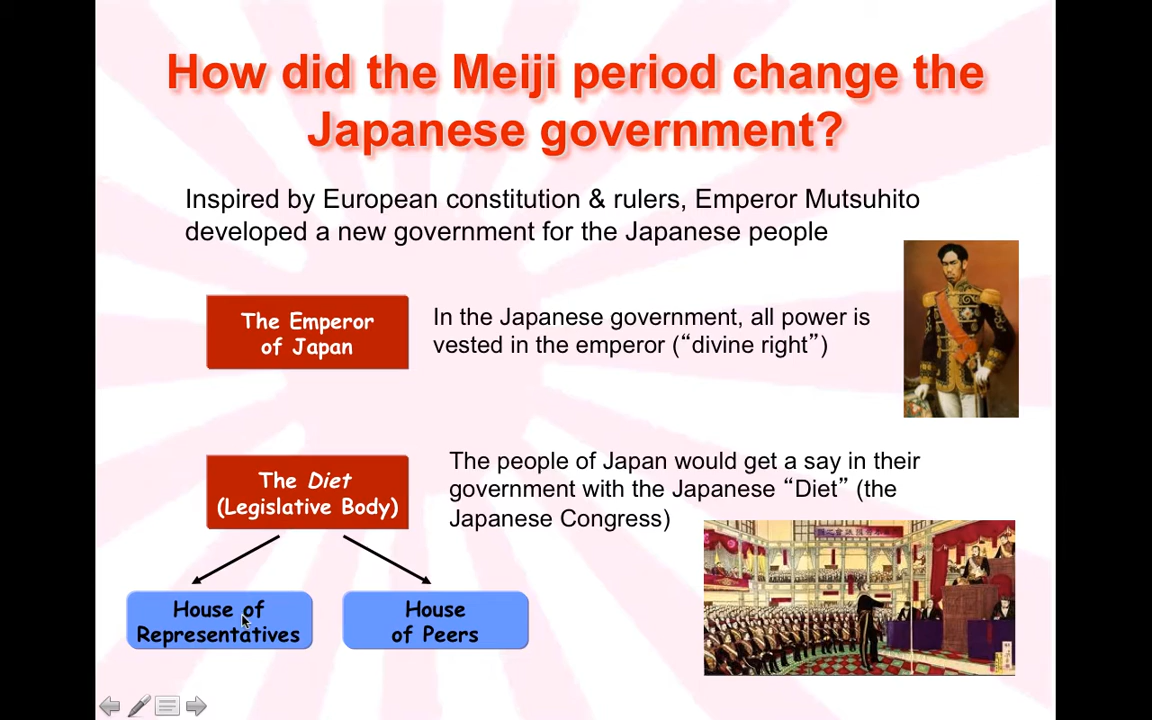 How did the Meiji period change the
Japanese government?
Inspired by European constitution & rulers, Emperor Mutsuhito
developed a new government for the Japanese people
The Emperor
of Japan
In the Japanese government, all power is
vested in the emperor (“divine right”)
The Diet
(Legislative Body)
The people of Japan would get a say in their
government with the Japanese “Diet” (the
Japanese Congress)
House of
Representatives
House
of Peers